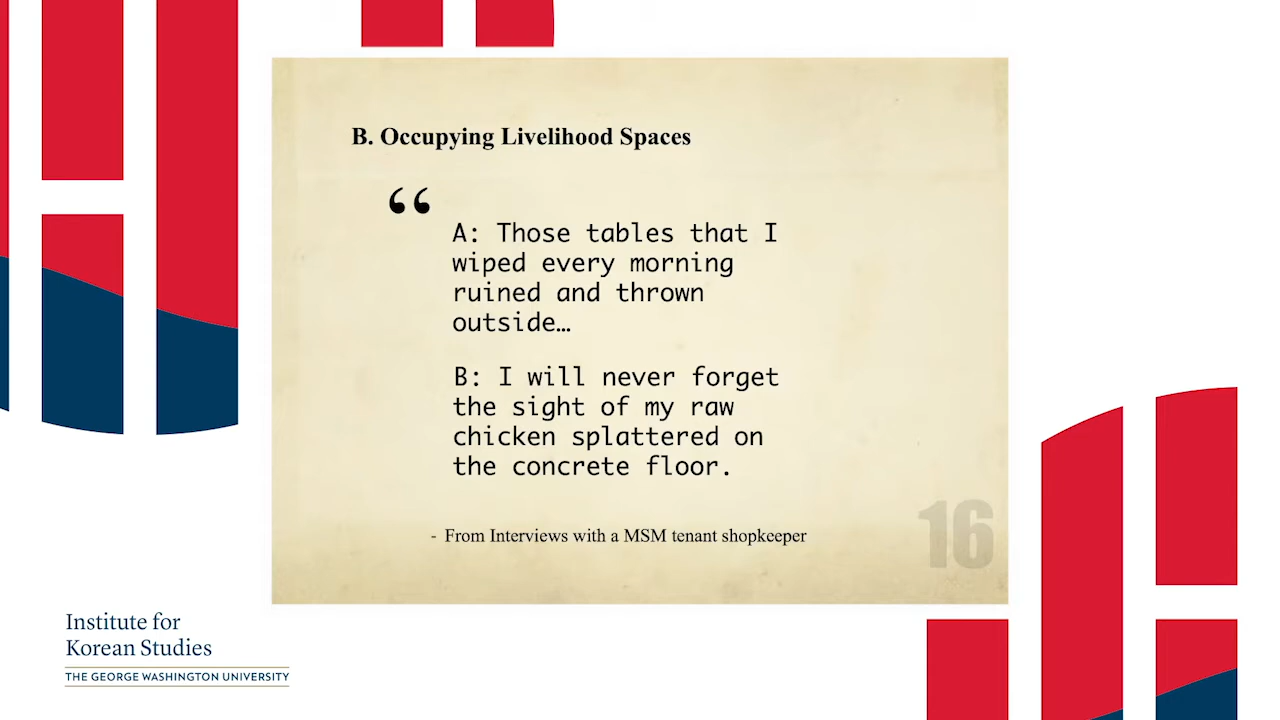 B. Occupying Livelihood Spaces
“
A: Those tables that I
wiped every morning
ruined and thrown
outside…
B: I will never forget
the sight of my raw
chicken splattered on
the concrete floor.
- From Interviews with a MSM tenant shopkeeper
16
Institute for
Korean Studies
THE GEORGE WASHINGTON UNIVERSITY